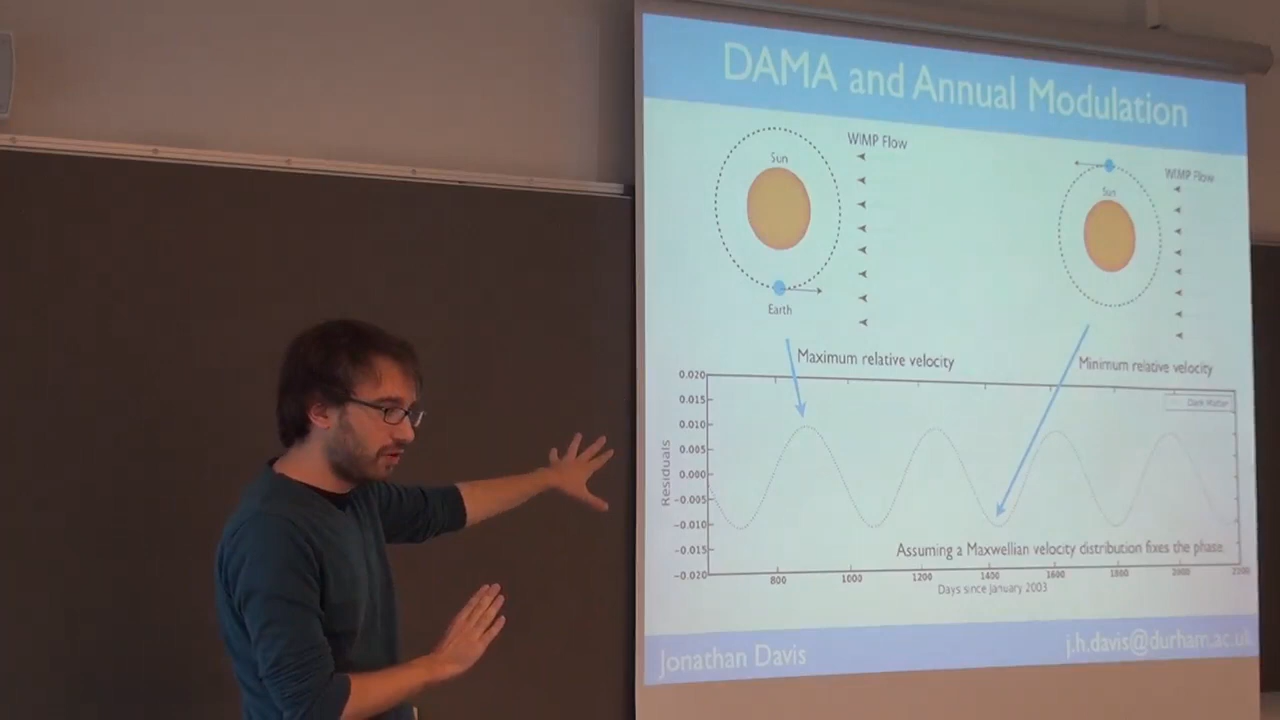 DAMA and Annual Modulation
Sun
WIMP Flow
Earth
Sun
WIMP Flow
Maximum relative velocity
Minimum relative velocity
0.020
0.015
0.010
0.005
0.000
−0.005
−0.010
−0.015
−0.020
Residuals
Dark Matter
Assuming a Maxwellian velocity distribution fixes the phase
800
1000
1200
1400
1600
1800
2000
2200
Days since January 2003
Jonathan Davis
j.h.davis@durham.ac.uk